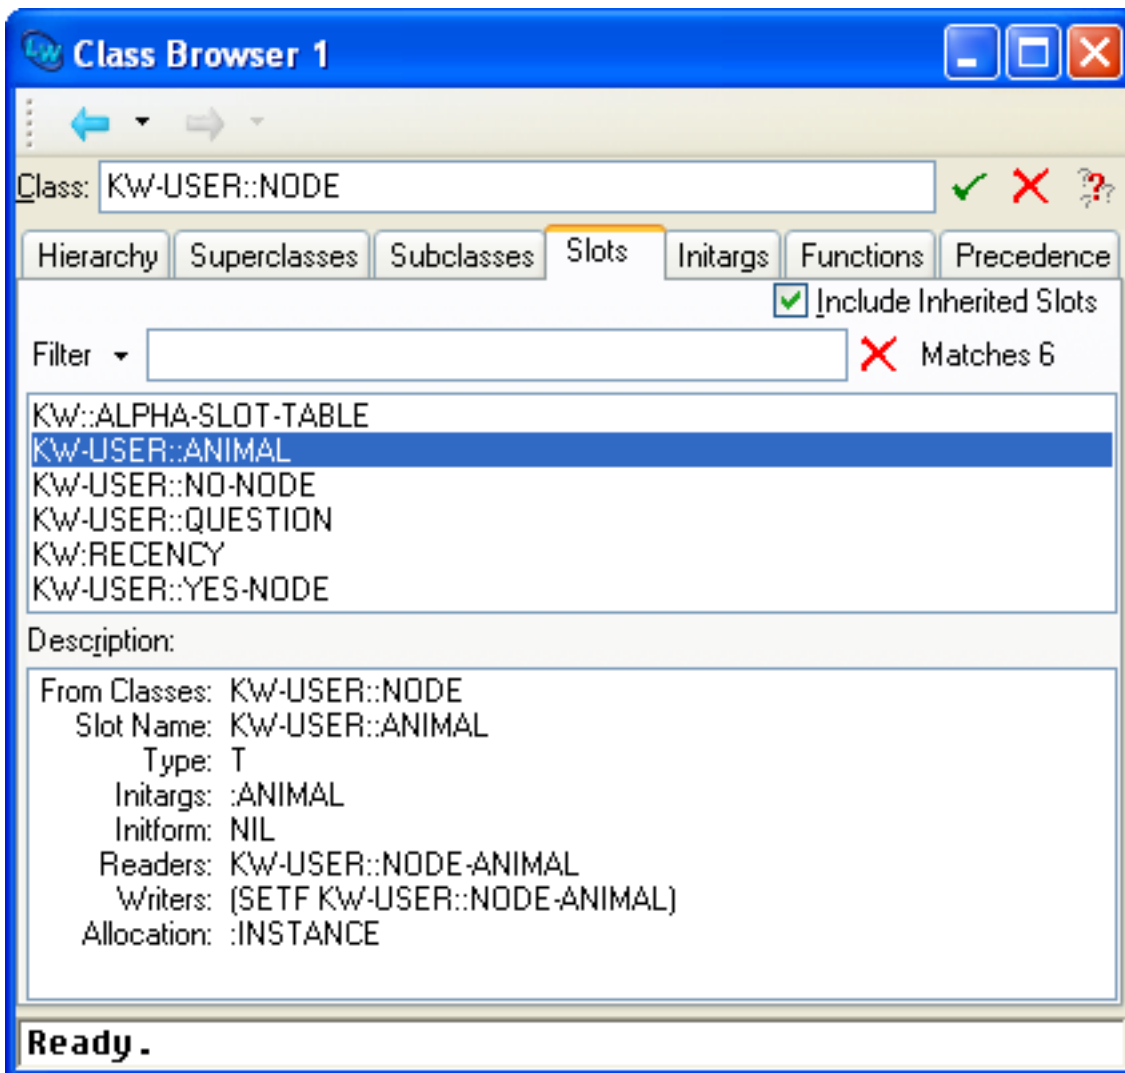 LW Class Browser 1
Class: KW-USER::NODE
Hierarchy Superclasses Subclasses Slots Initargs Functions Precedence
Include Inherited Slots
Filter Matches 6
KW::ALPHA-SLOT-TABLE
KW-USER::ANIMAL
KW-USER::NO-NODE
KW-USER::QUESTION
KW:RECENCY
KW-USER::YES-NODE
Description:
From Classes: KW-USER::NODE
Slot Name: KW-USER::ANIMAL
Type: T
Initargs: :ANIMAL
Initform: NIL
Readers: KW-USER::NODE-ANIMAL
Writers: (SETF KW-USER::NODE-ANIMAL)
Allocation: :INSTANCE
Ready.